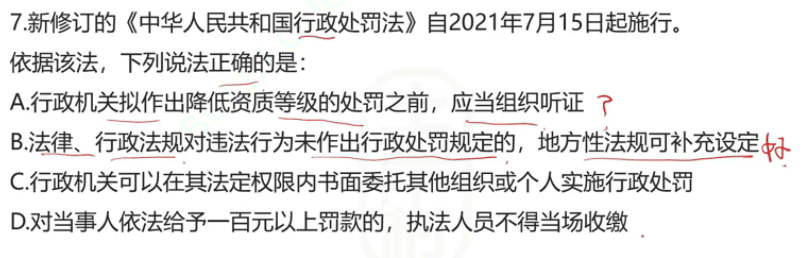 7.新修订的《中华人民共和国行政处罚法》自2021年7月15日起施行。
依据该法，下列说法正确的是：
A.行政机关拟作出降低资质等级的处罚之前，应当组织听证 ?
B.法律、行政法规对违法行为未作出行政处罚规定的，地方性法规可补充设定
C.行政机关可以在其法定权限内书面委托其他组织或个人实施行政处罚
D.对当事人依法给予一百元以上罚款的，执法人员不得当场收缴